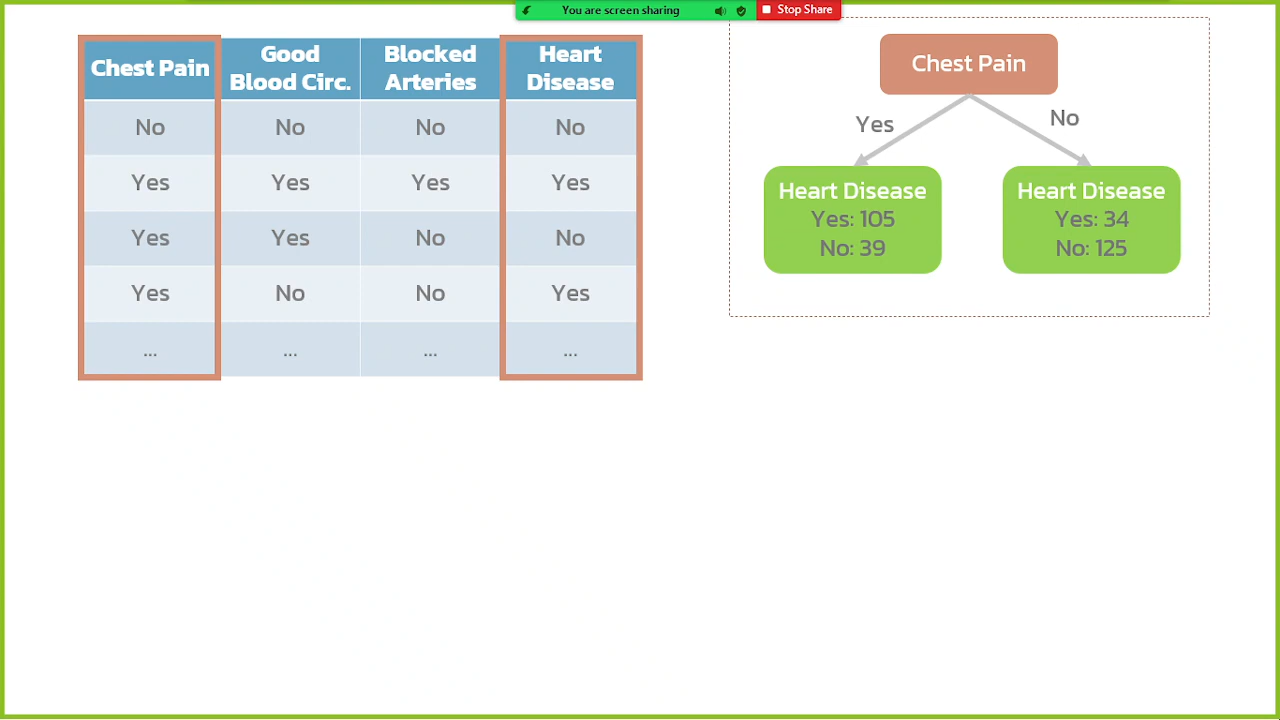 You are screen sharing
Stop Share
Chest Pain
Good Blood Circ.
Blocked Arteries
Heart Disease
No
No
No
No
Yes
Yes
Yes
Yes
Yes
Yes
No
No
Yes
No
No
Yes
...
...
...
...
Chest Pain
Yes
No
Heart Disease
Yes: 105
No: 39
Heart Disease
Yes: 34
No: 125